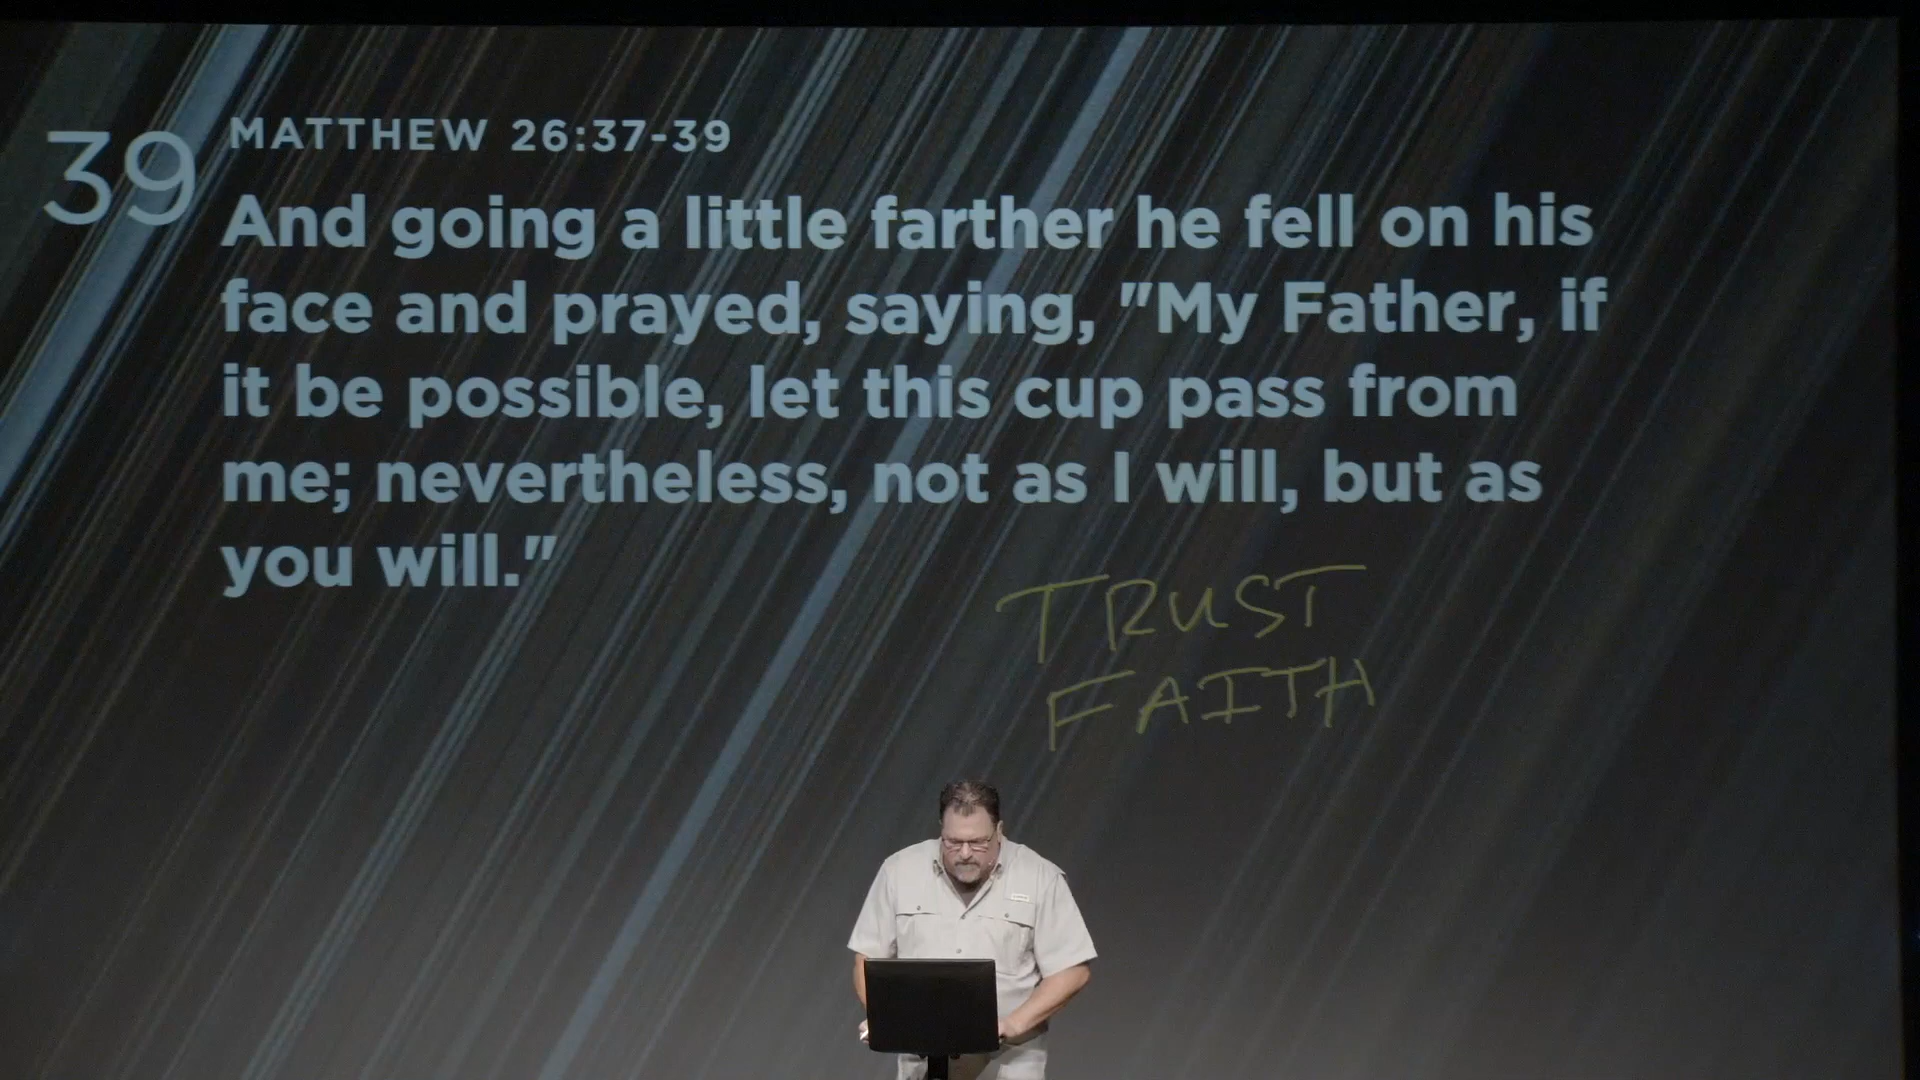 39
MATTHEW 26:37-39
And going a little farther he fell on his
face and prayed, saying, "My Father, if
it be possible, let this cup pass from
me; nevertheless, not as I will, but as
you will."
TRUST
FAITH